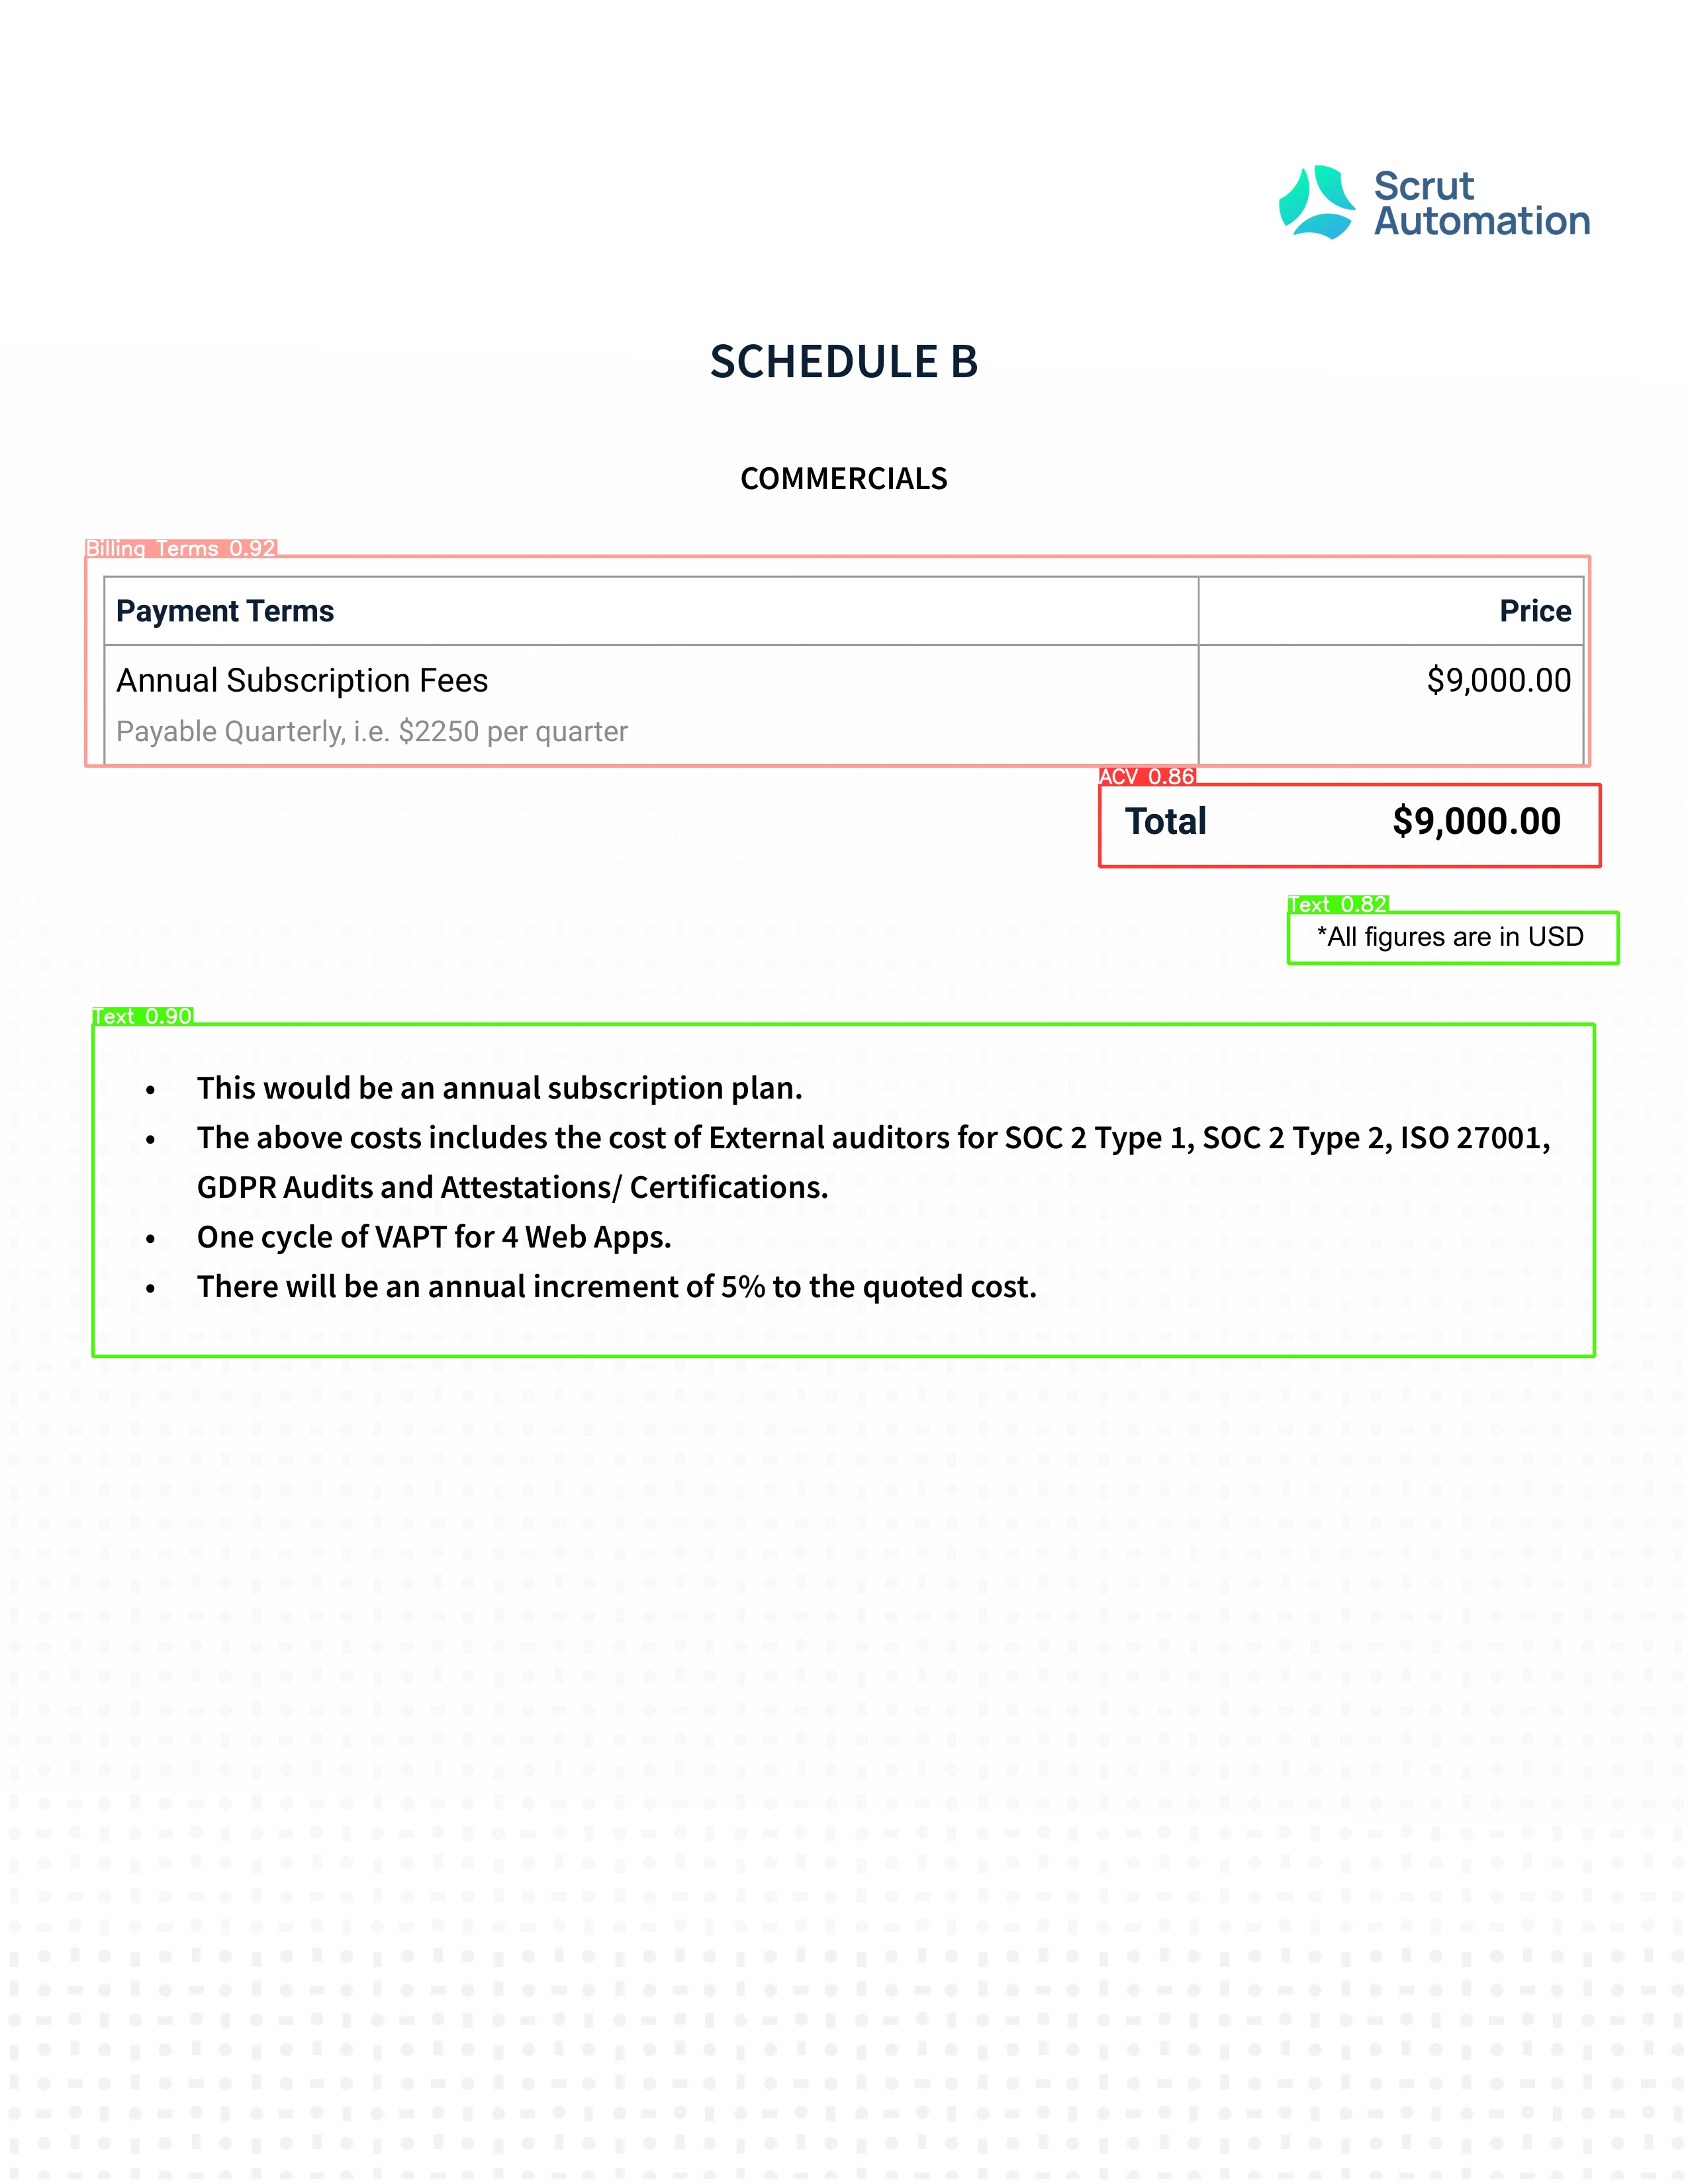 Scrut
Automation
SCHEDULE B
COMMERCIALS
Billing Terms 0.92
Payment Terms Price
Annual Subscription Fees $9,000.00
Payable Quarterly, i.e. $2250 per quarter
ACV 0.86
Total $9,000.00
Text 0.82
*All figures are in USD
Text 0.90
• This would be an annual subscription plan.
• The above costs includes the cost of External auditors for SOC 2 Type 1, SOC 2 Type 2, ISO 27001,
GDPR Audits and Attestations/ Certifications.
• One cycle of VAPT for 4 Web Apps.
• There will be an annual increment of 5% to the quoted cost.